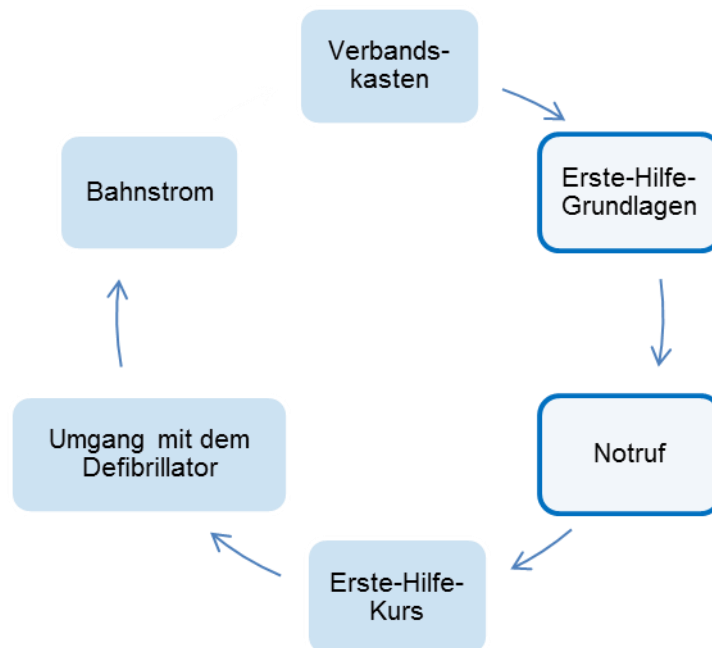 Verbands-
kasten
Erste-Hilfe-
Grundlagen
Notruf
Erste-Hilfe-
Kurs
Umgang  mit dem
Defibrillator
Bahnstrom